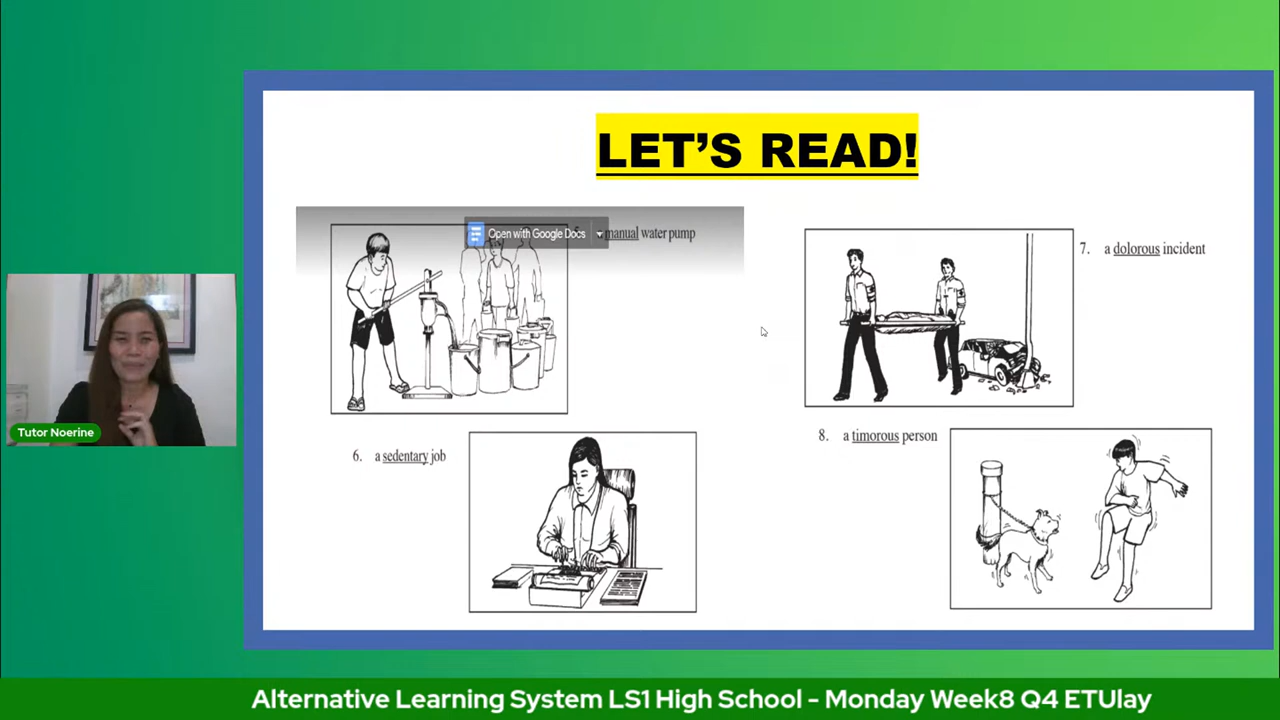 LET'S READ!
Open with Google Docs
manual water pump
7. a dolorous incident
6. a sedentary job
8. a timorous person
Tutor Noerine
Alternative Learning System LS1 High School - Monday Week8 Q4 ETUlay